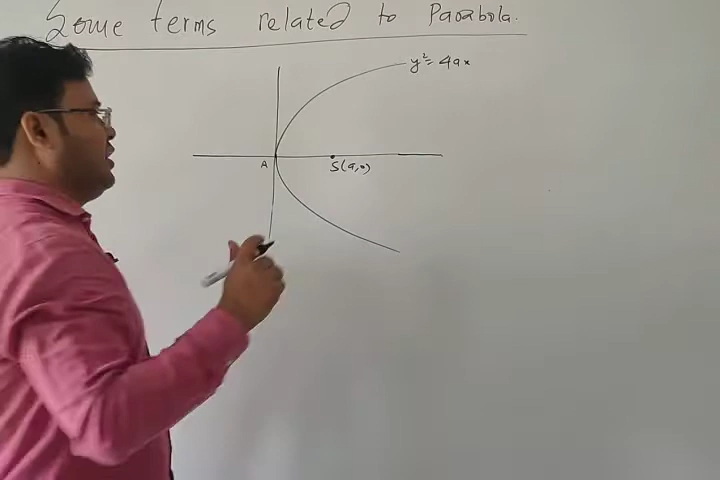 Some terms related to Parabola.
y² = 4ax
A
S(a,0)